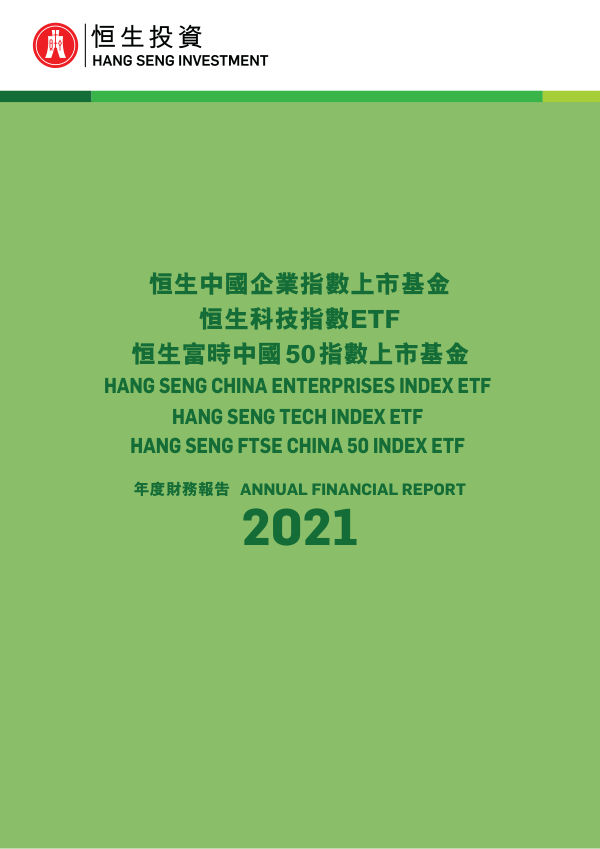 恒生投資
HANG SENG INVESTMENT
恒生中國企業指數上市基金
恒生科技指數ETF
恒生富時中國50指數上市基金
HANG SENG CHINA ENTERPRISES INDEX ETF
HANG SENG TECH INDEX ETF
HANG SENG FTSE CHINA 50 INDEX ETF
年度財務報告 ANNUAL FINANCIAL REPORT
2021